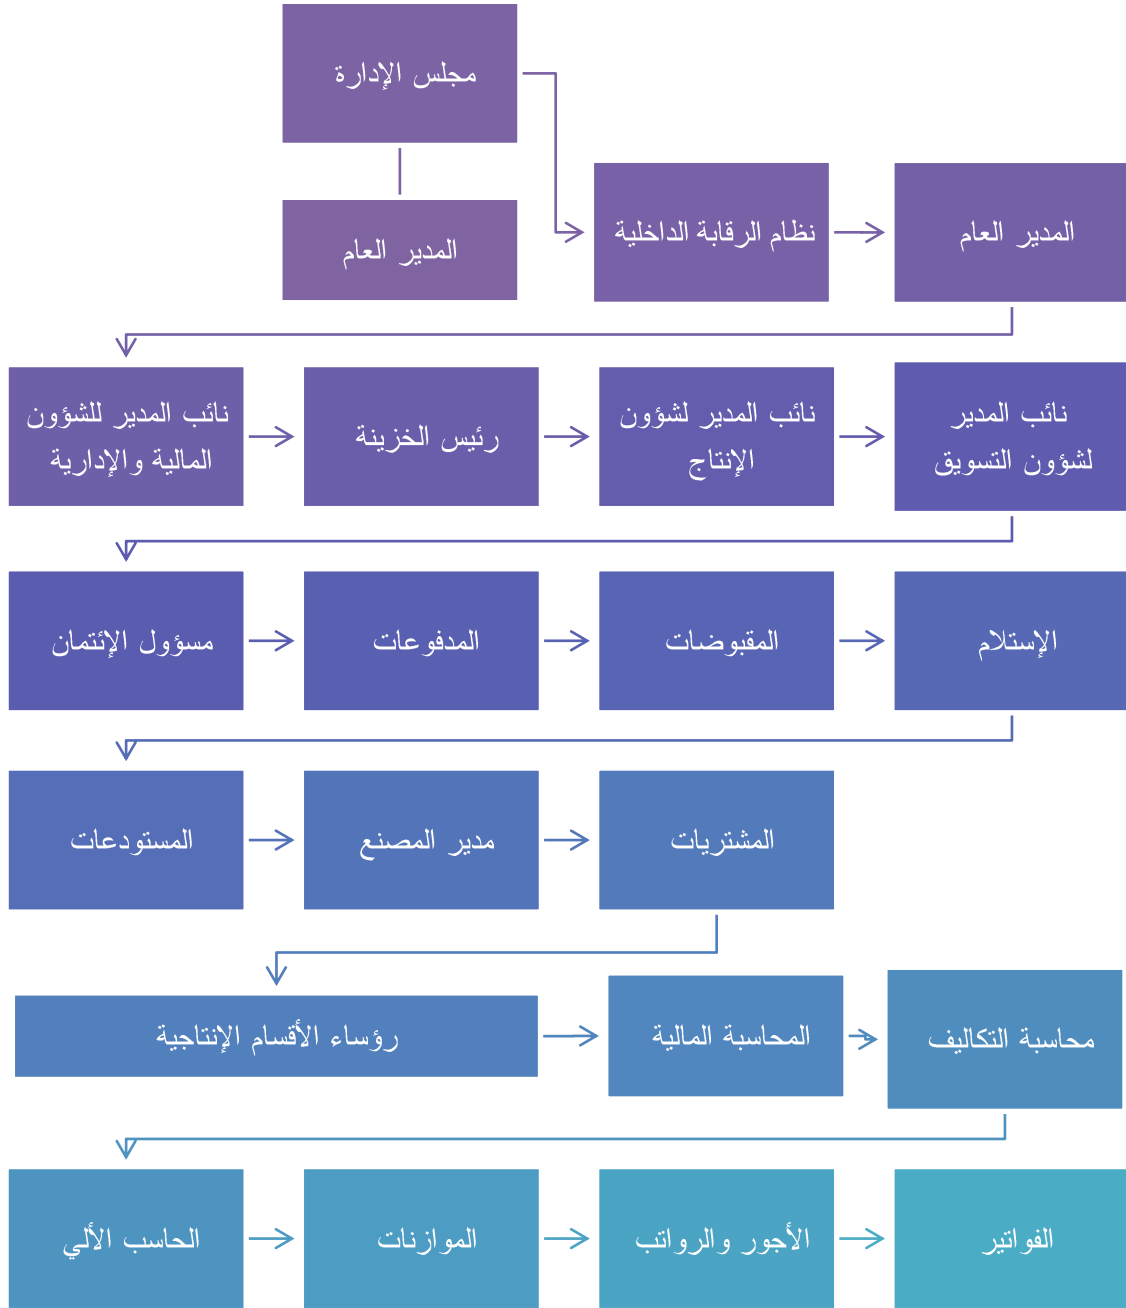 مجلس الإدارة
المدير العام
نظام الرقابة الداخلية
المدير العام
نائب المدير للشؤون
المالية والإدارية
رئيس الخزينة
نائب المدير لشؤون
الإنتاج
نائب المدير
لشؤون التسويق
مسؤول الإئتمان
المدفوعات
المقبوضات
الإستلام
المستودعات
مدير المصنع
المشتريات
رؤساء الأقسام الإنتاجية
المحاسبة المالية
محاسبة التكاليف
الحاسب الألي
الموازنات
الأجور والرواتب
الفواتير